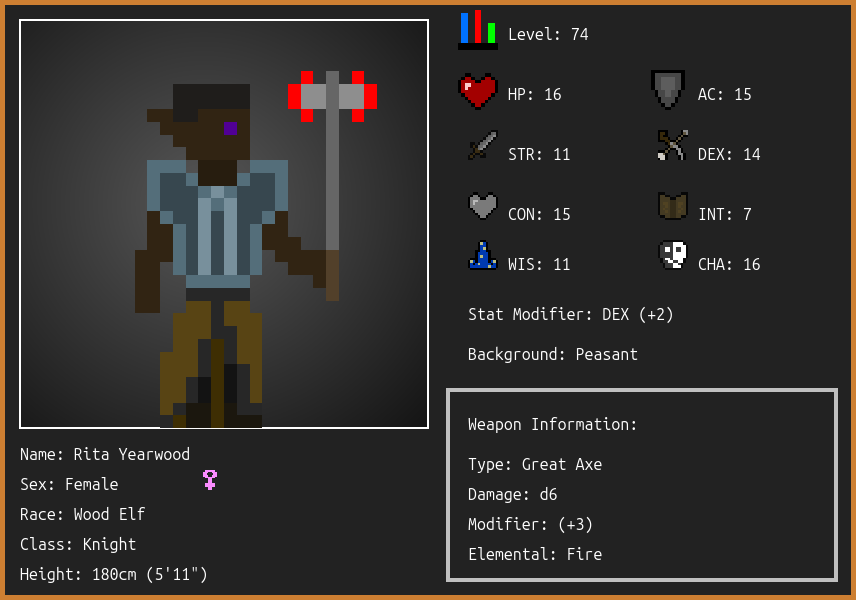 Level: 74
HP: 16
AC: 15
STR: 11
DEX: 14
CON: 15
INT: 7
WIS: 11
CHA: 16
Stat Modifier: DEX (+2)
Background: Peasant
Weapon Information:
Type: Great Axe
Damage: d6
Modifier: (+3)
Elemental: Fire
Name: Rita Yearwood
Sex: Female
Race: Wood Elf
Class: Knight
Height: 180cm (5'11")